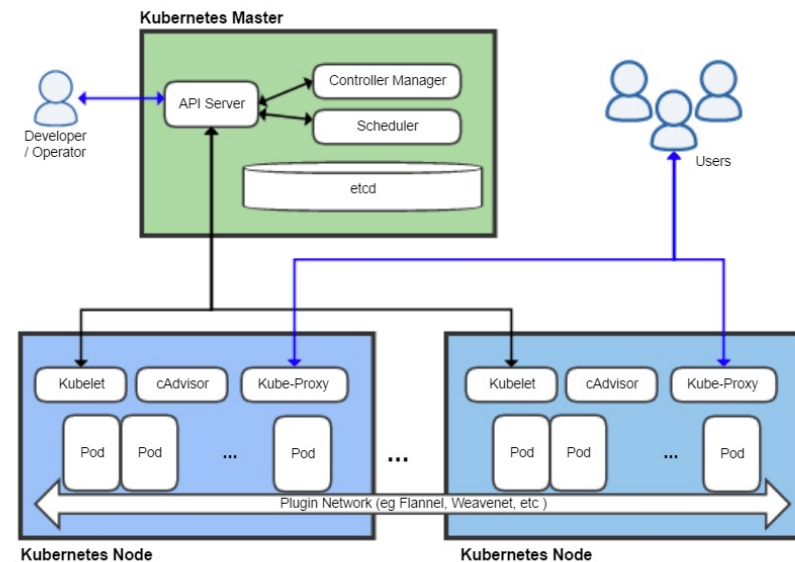 Kubernetes Master
API Server
Controller Manager
Scheduler
etcd
Developer
/ Operator
Users
Kubelet
cAdvisor
Kube-Proxy
Pod
Pod
...
Pod
...
Kubelet
cAdvisor
Kube-Proxy
Pod
Pod
...
Pod
Plugin Network (eg Flannel, Weavenet, etc )
Kubernetes Node
Kubernetes Node